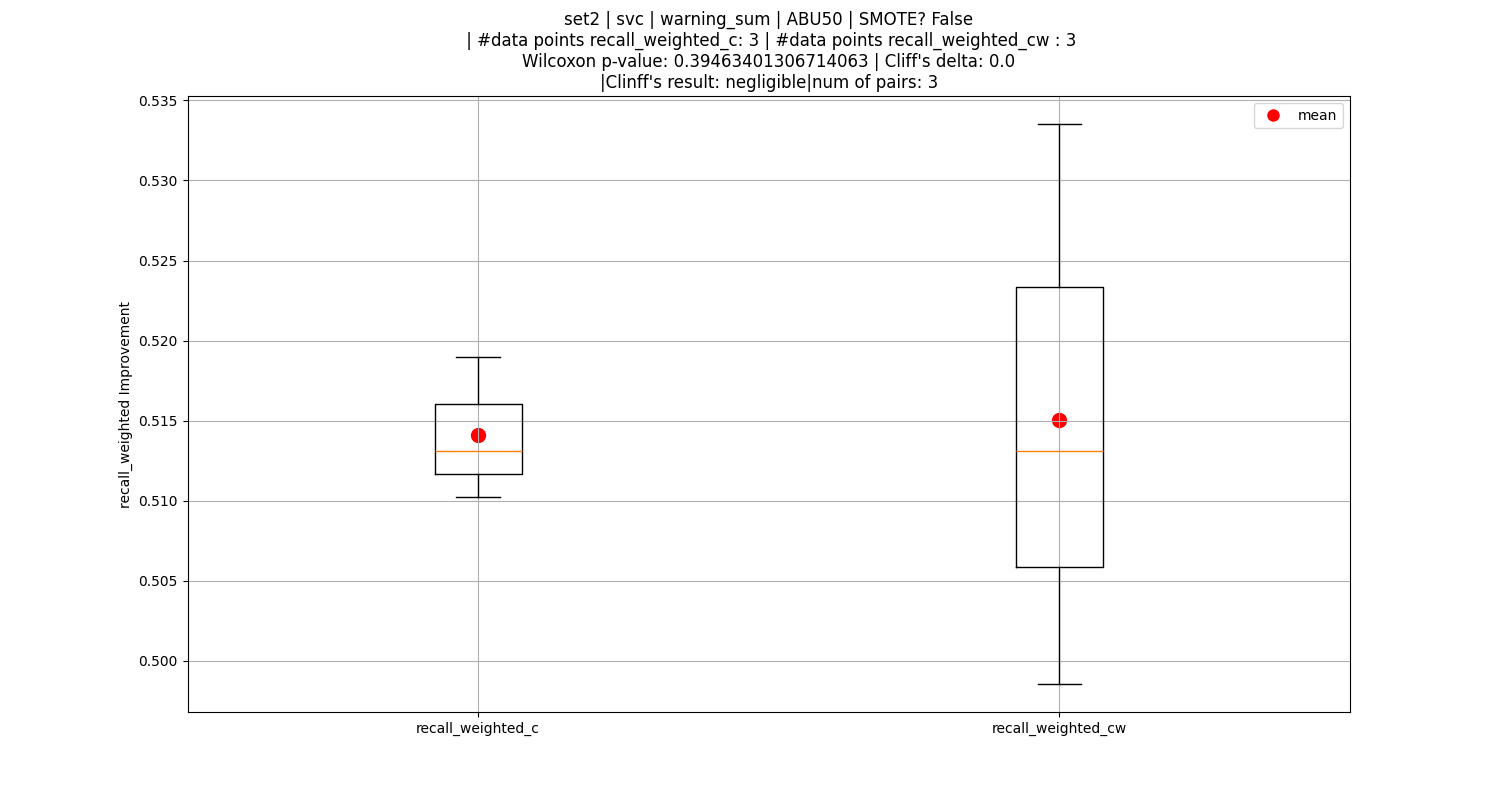 set2 | svc | warning_sum | ABU50 | SMOTE? False
| #data points recall_weighted_c: 3 | #data points recall_weighted_cw : 3
Wilcoxon p-value: 0.39463401306714063 | Cliff's delta: 0.0
|Clinff's result: negligible|num of pairs: 3
mean
0.535
0.530
0.525
0.520
0.515
0.510
0.505
0.500
recall_weighted Improvement
recall_weighted_c
recall_weighted_cw